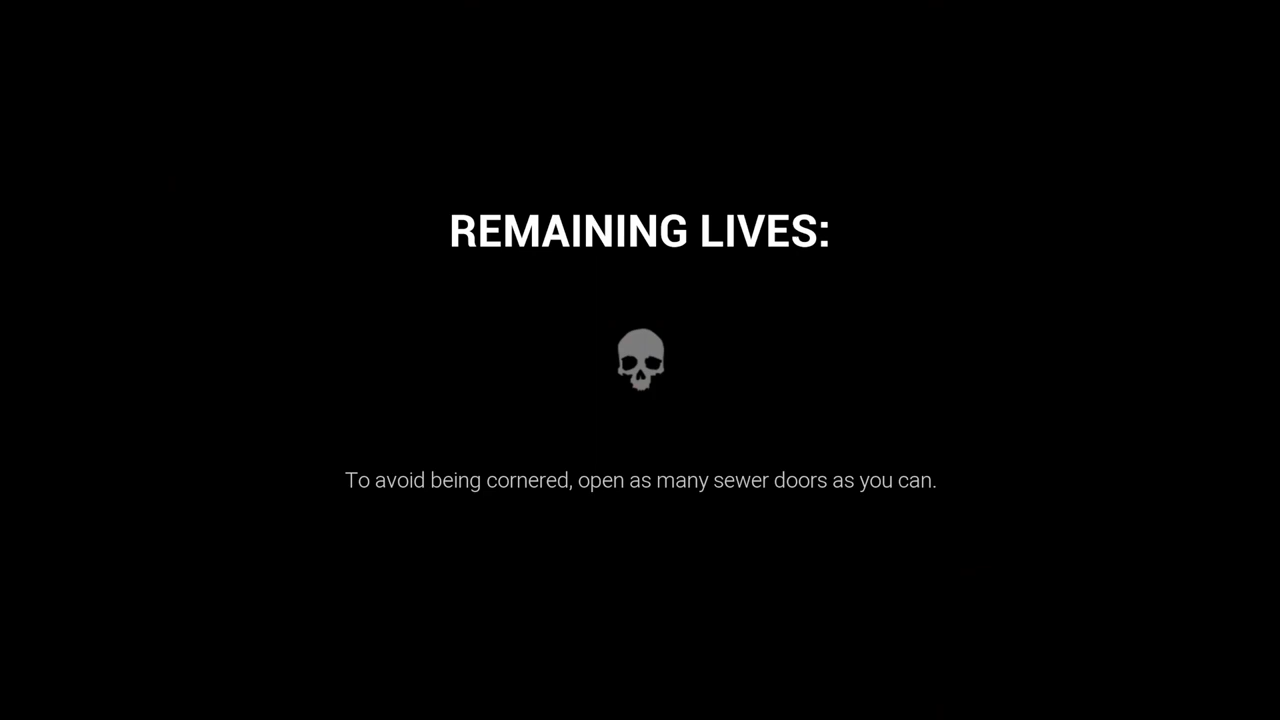 REMAINING LIVES:
To avoid being cornered, open as many sewer doors as you can.